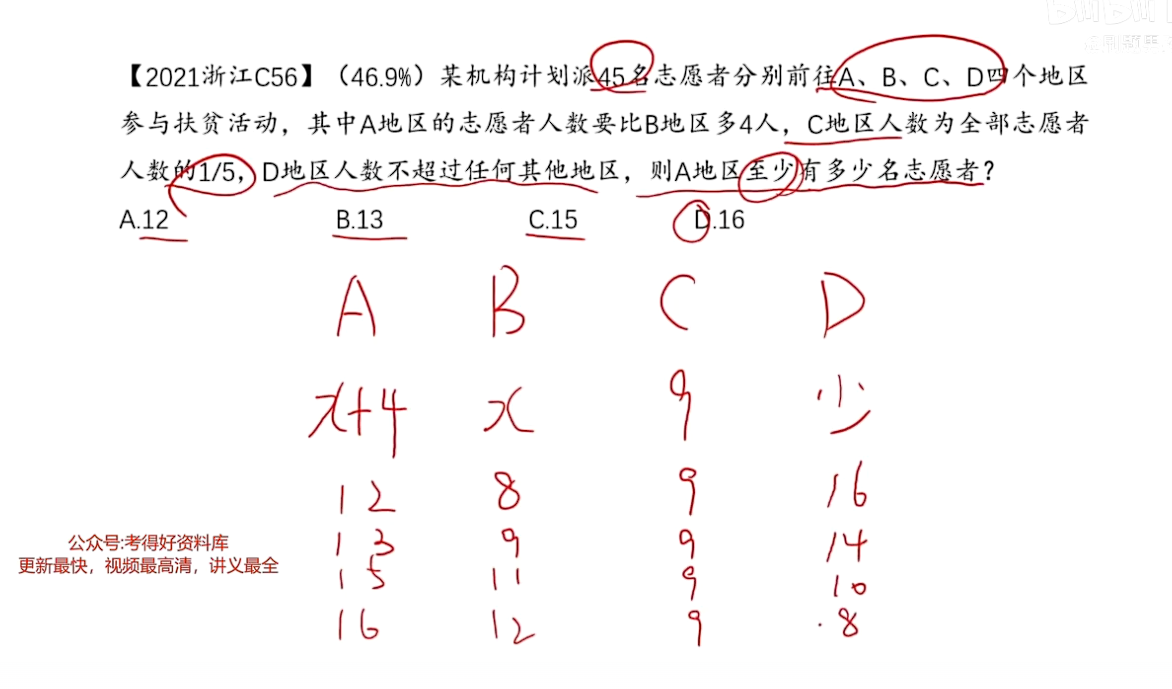 【2021浙江C56】（46.9%）某机构计划派45名志愿者分别前往A、B、C、D四个地区
参与扶贫活动，其中A地区的志愿者人数要比B地区多4人，C地区人数为全部志愿者
人数的1/5，D地区人数不超过任何其他地区，则A地区至少有多少名志愿者？
A.12 B.13 C.15 D.16
A B C D
x+4 x 9 少
12 8 9 16
13 9 9 14
15 11 9 10
16 12 9 8
公众号:考得好资料库
更新最快，视频最高清，讲义最全